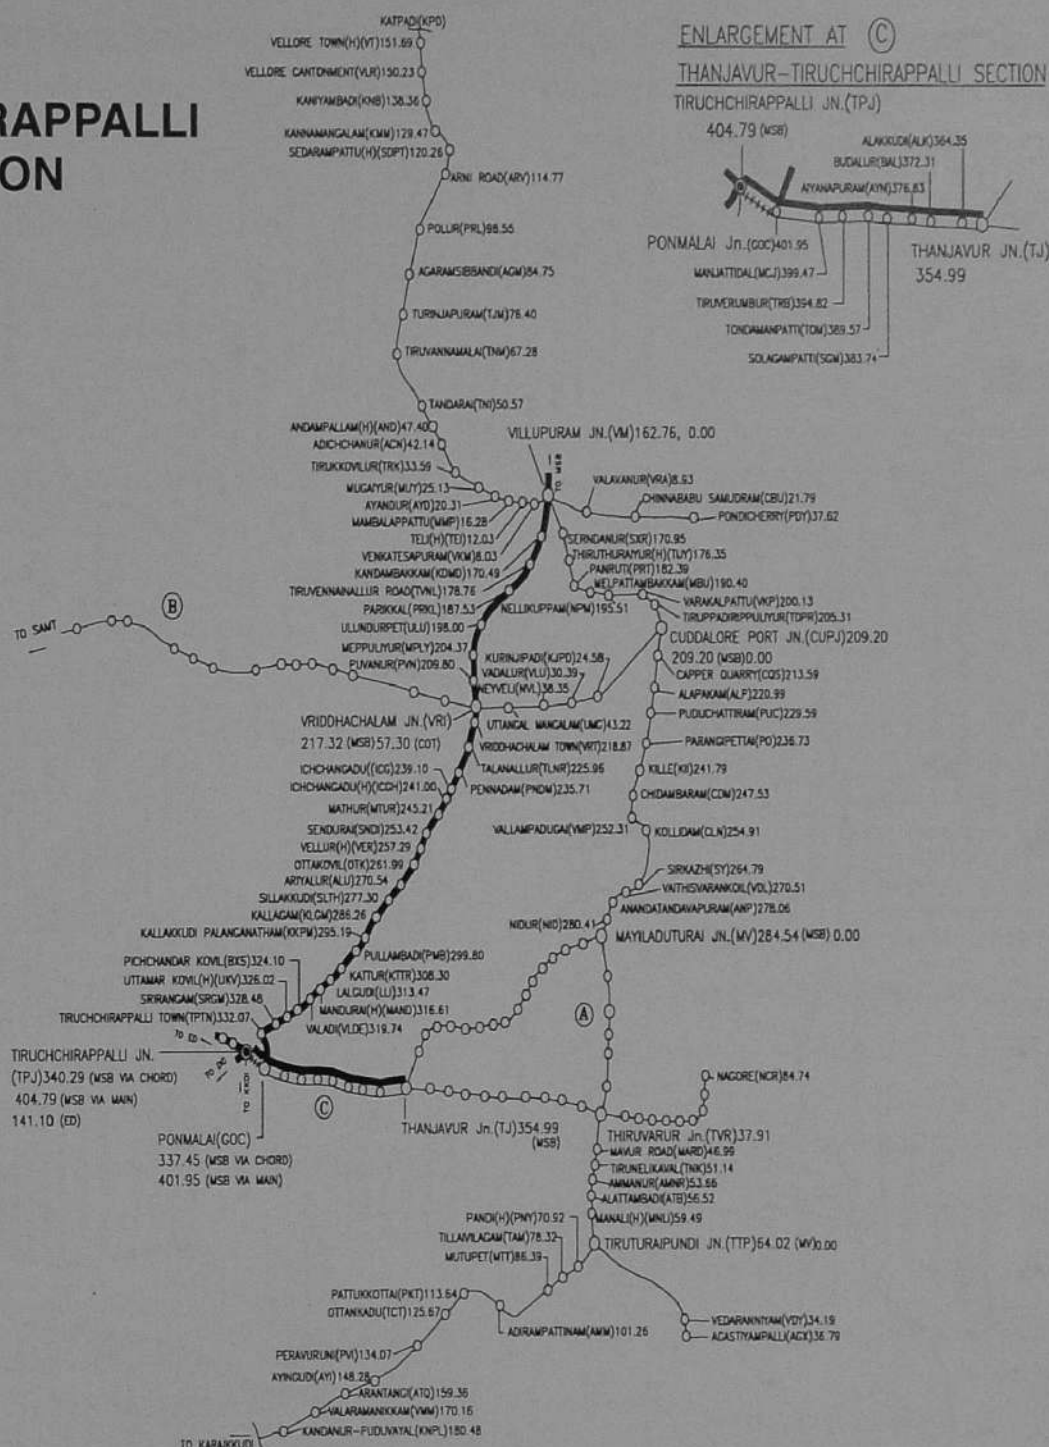 RAPPALLI
ON
KATPADI(KPD)
VELLORE TOWN(H)(VT)151.69
VELLORE CANTONMENT(VLR)150.23
KANIYAMBADI(KNB)138.36
KANNAMANGALAM(KMM)129.47
SEDARAMPATTU(H)(SDPT)120.26
ARNI ROAD(ARV)114.77
POLUR(PRL)98.55
AGARAMSIBBANDI(AGM)84.75
TURINJAPURAM(TJM)76.40
TIRUVANNAMALAI(TNM)67.28
TANDARAI(TNI)50.57
ANDAMPALLAM(H)(AND)47.40
ADICHCHANUR(ACN)42.14
TIRUKKOVILUR(TRK)33.59
MUGAIYUR(MUY)25.13
AYANDUR(AYD)20.31
MAMBALAPPATTU(MMP)16.28
TELI(H)(TEI)12.03
VENKATESAPURAM(VKM)8.03
ENLARGEMENT AT C
THANJAVUR-TIRUCHCHIRAPPALLI SECTION
TIRUCHCHIRAPPALLI JN.(TPJ)
404.79 (MSB)
ALAKKUDI(ALK)364.35
BUDALUR(BAL)372.31
AIYANAPURAM(AYN)376.83
PONMALAI Jn.(GOC)401.95
THANJAVUR JN.(TJ)
354.99
MANJATTIDAL(MCJ)399.47
TIRUVERUMBUR(TRB)394.82
TONDAMANPATTI(TOM)389.57
SOLAGAMPATTI(SGM)383.74
VILLUPURAM JN.(VM)162.76, 0.00
TO MSB
VALAVANUR(VRA)8.93
CHINNABABU SAMUDRAM(CBU)21.79
PONDICHERRY(PDY)37.62
SERNDANUR(SXR)170.95
THIRUTHURAIYUR(H)(TUY)176.35
PANRUTI(PRT)182.39
MELPATTAMBAKKAM(MBU)190.40
NELLIKUPPAM(NPM)195.51
VARAKALPATTU(VKP)200.13
TIRUPPADIRIPPULIYUR(TDPR)205.31
CUDDALORE PORT JN.(CUPJ)209.20
209.20 (MSB)0.00
CAPPER QUARRY(CQS)213.59
ALAPAKAM(ALP)220.99
PUDUCHATTIRAM(PUC)229.59
PARANGIPETTAI(PO)236.73
KILLE(KII)241.79
CHIDAMBARAM(CDM)247.53
VALLAMPADUGAI(VMP)252.31
KOLLIDAM(CLN)254.91
SIRKAZHI(SY)264.79
VAITHISVARANKOIL(VDL)270.51
ANANDATANDAVAPURAM(ANP)278.06
NIDUR(NID)280.41
MAYILADUTURAI JN.(MV)284.54 (MSB) 0.00
KANDAMBAKKAM(KDMD)170.49
TIRUVENNAINALLUR ROAD(TVNL)178.76
PARIKKAL(PRKL)187.53
ULUNDURPET(ULU)198.00
MEPPULIYUR(MPLY)204.37
PUVANUR(PVN)209.80
B
TO SAMT
KURINJIPADI(KJPD)24.58
VADALUR(VLU)30.39
NEYVELI(NVL)38.35
UTTANGAL MANGALAM(UMG)43.22
VRIDDHACHALAM JN.(VRI)
217.32 (MSB)57.30 (COT)
VRIDDHACHALAM TOWN(VRT)218.87
TALANALLUR(TLNR)225.96
PENNADAM(PNDM)235.71
ICHCHANGADU((ICG)239.10
ICHCHANGADU(H)(ICGH)241.00
MATHUR(MTUR)245.21
SENDURAI(SNDI)253.42
VELLUR(H)(VER)257.29
OTTAKOVIL(OTK)261.99
ARIYALUR(ALU)270.54
SILLAKKUDI(SLTH)277.30
KALLAGAM(KLGM)286.26
KALLAKKUDI PALANGANATHAM(KKPM)295.19
PULLAMBADI(PMB)299.80
KATTUR(KTTR)308.30
LALGUDI(LLI)313.47
MANDURAI(H)(MAND)316.61
VALADI(VLDE)319.74
PICHCHANDAR KOVIL(BXS)324.10
UTTAMAR KOVIL(H)(UKV)326.02
SRIRANGAM(SRGM)328.48
TIRUCHCHIRAPPALLI TOWN(TPTN)332.07
TO ED
TO DG
TO KKDI
TIRUCHCHIRAPPALLI JN.
(TPJ)340.29 (MSB VIA CHORD)
404.79 (MSB VIA MAIN)
141.10 (ED)
PONMALAI(GOC)
337.45 (MSB VIA CHORD)
401.95 (MSB VIA MAIN)
C
A
THANJAVUR Jn.(TJ)354.99
(MSB)
NAGORE(NCR)84.74
THIRUVARUR Jn.(TVR)37.91
MAVUR ROAD(MARD)46.99
TIRUNELIKAVAL(TNK)51.14
AMMANUR(AMNR)53.66
ALATTAMBADI(ATB)56.52
MANALI(H)(MNLI)59.49
TIRUTURAIPUNDI JN.(TTP)64.02 (MV)0.00
PANDI(H)(PNY)70.92
TILLAIVILAGAM(TAM)78.32
MUTUPET(MTT)86.39
VEDARANNIYAM(VDY)34.19
AGASTIYAMPALLI(AGX)36.79
ADIRAMPATTINAM(AMM)101.26
PATTUKKOTTAI(PKT)113.64
OTTANKADU(TCT)125.67
PERAVURUNI(PVI)134.07
AYINGUDI(AYI)148.28
ARANTANGI(ATQ)159.36
VALARAMANIKKAM(VMM)170.16
KANDANUR-PUDUVAYAL(KNPL)180.48
TO KARAIKKUDI